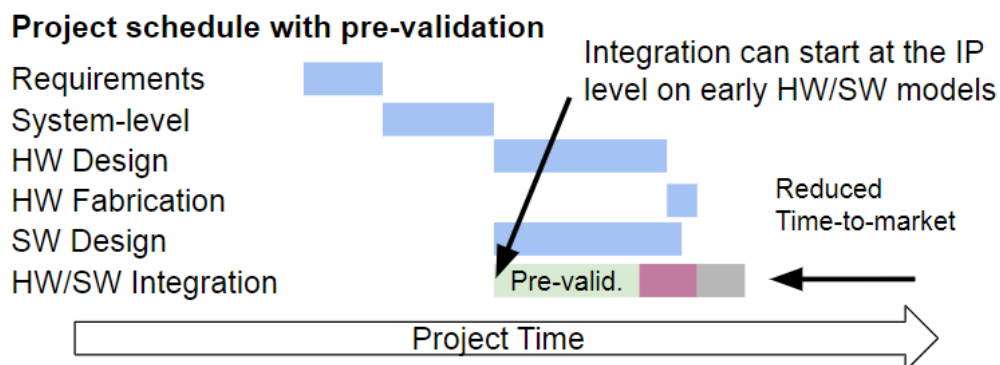 Project schedule with pre-validation
Integration can start at the IP
level on early HW/SW models
Requirements
System-level
HW Design
HW Fabrication
SW Design
HW/SW Integration
Pre-valid.
Reduced
Time-to-market
Project Time